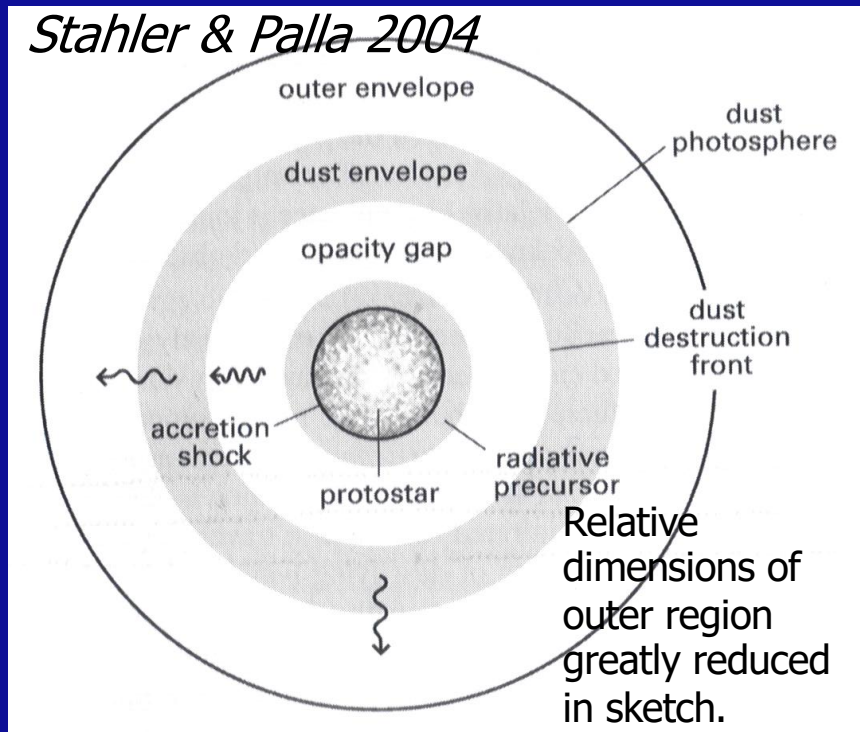 Stahler & Palla 2004
outer envelope
dust
photosphere
dust envelope
opacity gap
dust
destruction
front
accretion
shock
radiative
precursor
protostar
Relative
dimensions of
outer region
greatly reduced
in sketch.